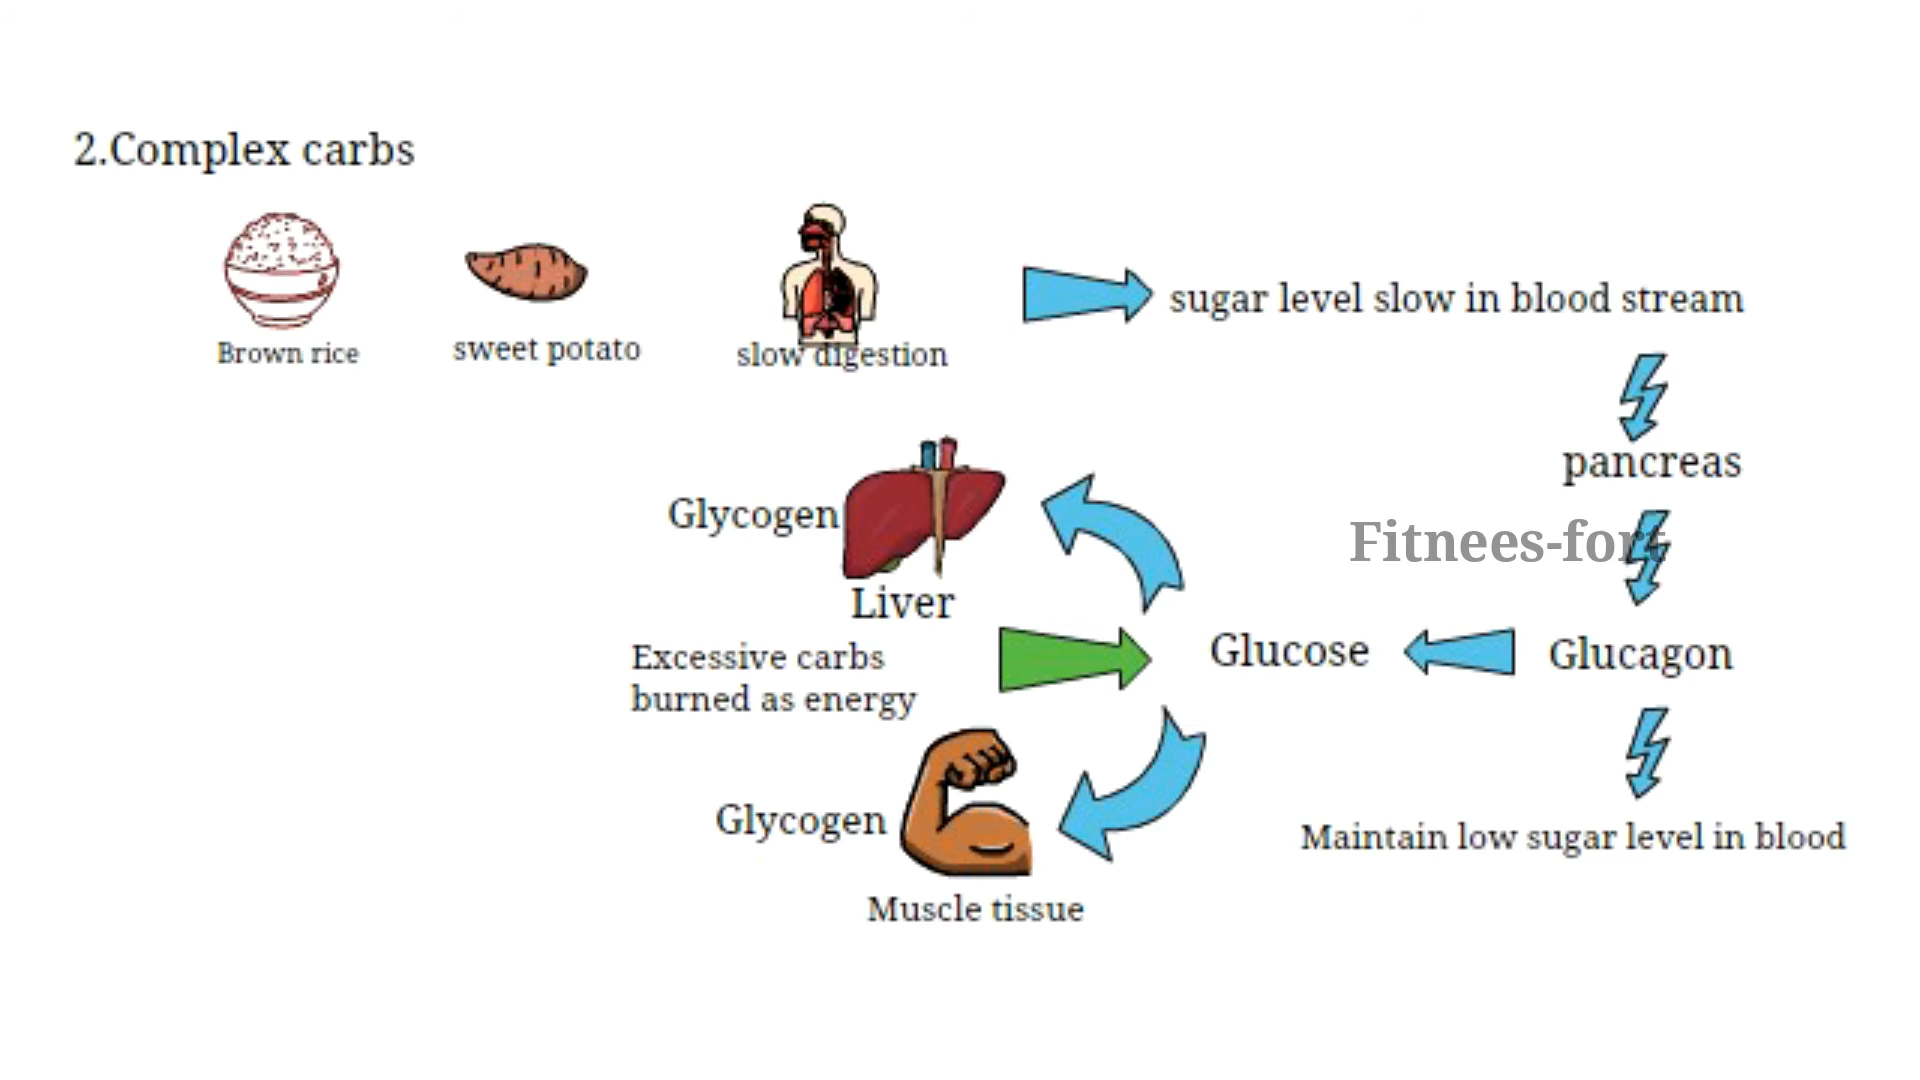 2.Complex carbs
Brown rice
sweet potato
slow digestion
sugar level slow in blood stream
pancreas
Fitnees-fort
Glycogen
Liver
Excessive carbs
burned as energy
Glucose
Glucagon
Glycogen
Maintain low sugar level in blood
Muscle tissue